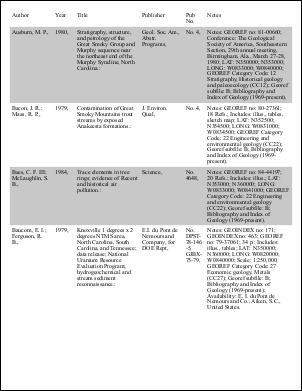 Author Year Title Publisher Pub No. Notes
Ausburn, M. P., 1980, Stratigraphy, structure, and petrology of the Great Smoky Group and Murphy sequence near the northeast end of the Murphy Syncline, North Carolina.: Geol. Soc. Am., Abstr. Programs, No. 4, Notes: GEOREF no: 81-00660; Conference: The Geological Society of America, Southeastern Section, 29th annual meeting, Birmingham, Ala., March 27-28, 1980; LAT: N350000; N353000, LONG: W0833000; W0840000; GEOREF Category Code: 12 Stratigraphy, Historical geology and paleoecology (CC12); Georef subfile: B; Bibliography and Index of Geology (1969-present).
Bacon, J. R.; Maas, R. P., 1979, Contamination of Great Smoky Mountains trout streams by exposed Anakeesta formations.: J. Environ. Qual., No. 4, Notes: GEOREF no: 80-27361; 18 Refs.; Includes: illus., tables, sketch map; LAT: N352500; N354500, LONG: W0831000; W0834500; GEOREF Category Code: 22 Engineering and environmental geology (CC22); Georef subfile: B; Bibliography and Index of Geology (1969-present).
Baes, C. F. III; McLaughlin, S. B., 1984, Trace elements in tree rings: evidence of Recent and historical air pollution.: Science, No. 4648, Notes: GEOREF no: 84-44197; 20 Refs.; Includes: illus.; LAT: N353000; N360000, LONG: W0830000; W0841000; GEOREF Category Code: 22 Engineering and environmental geology (CC22); Georef subfile: B; Bibliography and Index of Geology (1969-present).
Baucom, E. I.; Ferguson, R. B., 1979, Knoxville 1 degrees x 2 degrees NTMS area, North Carolina, South Carolina, and Tennessee; data release; National Uranium Resource Evaluation Program; hydrogeochemical and stream sediment reconnaissance.: E.I. du Pont de Nemours and Company, for DOE Rept, No. DPST-78-146-5, GJBX-75-79, Notes: GEOINDEX no: 171; GEOINDEX no: 463; GEOREF no: 79-37061; 34 p.; Includes: illus., tables; LAT: N350000; N360000, LONG: W0820000; W0840000; Scale: 1:250,000; GEOREF Category Code: 27 Economic geology, Metals (CC27); Georef subfile: B; Bibliography and Index of Geology (1969-present); Availability: E. I. du Pont de Nemours and Co., Aiken, S.C., United States.